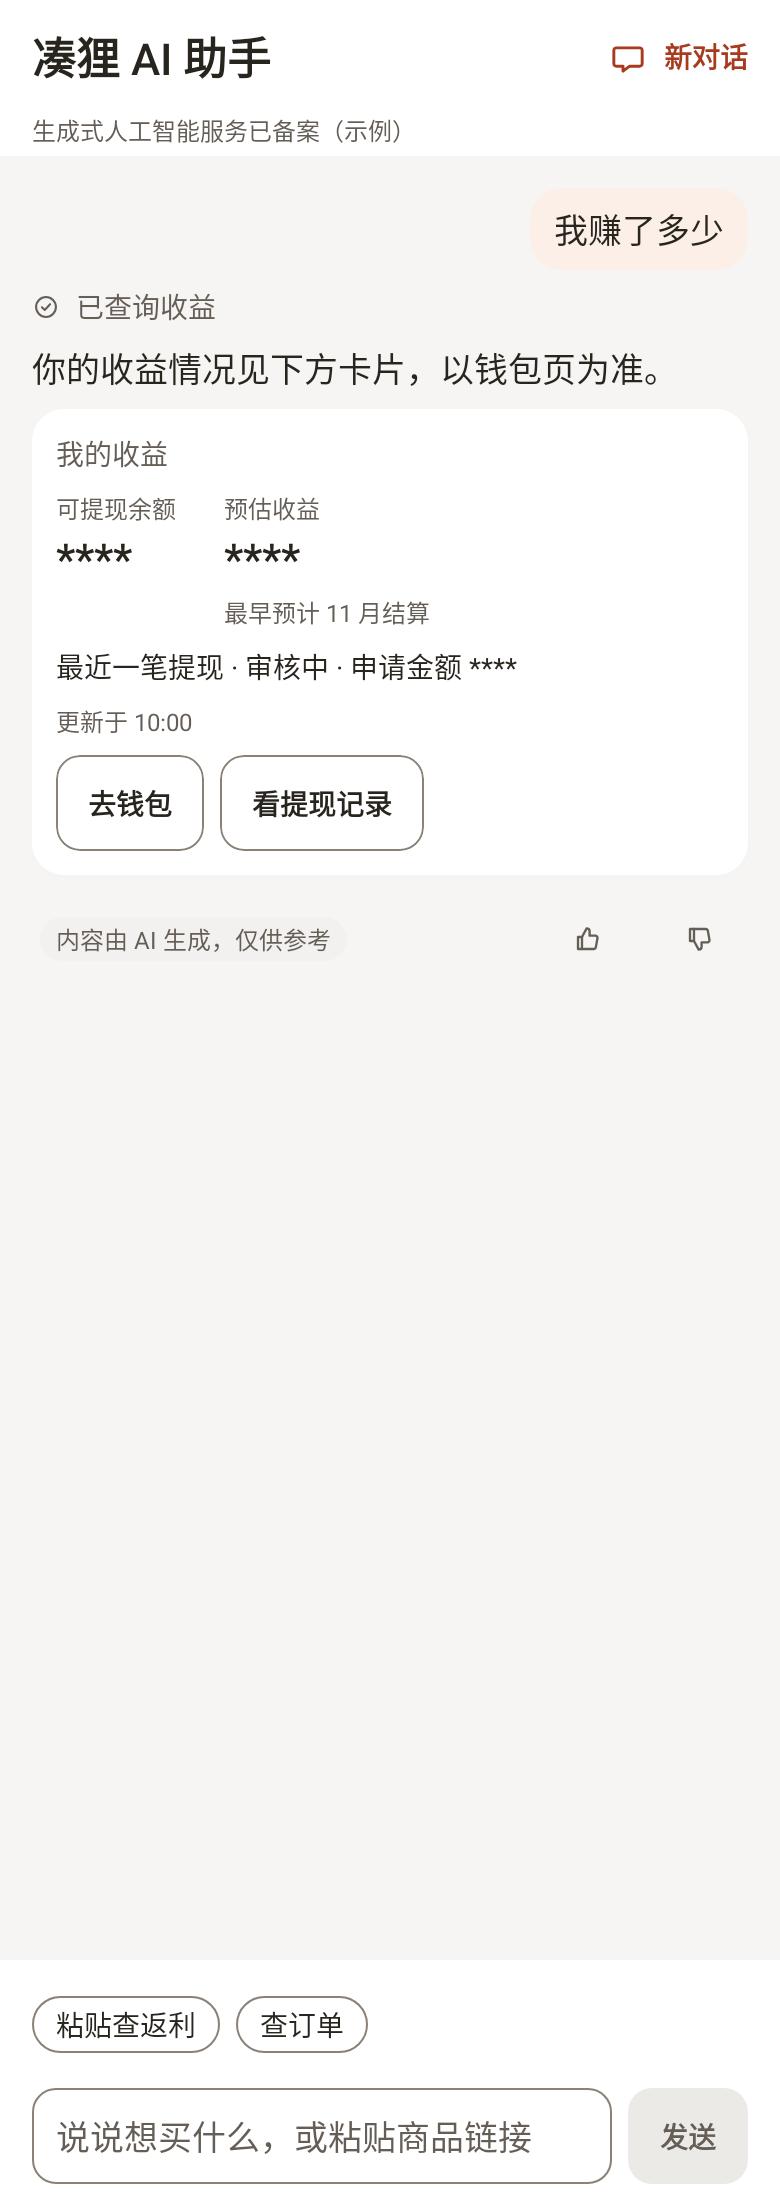 凑狸 AI 助手
新对话
生成式人工智能服务已备案（示例）
我赚了多少
已查询收益
你的收益情况见下方卡片，以钱包页为准。
我的收益
可提现余额 预估收益
**** ****
最早预计 11 月结算
最近一笔提现 · 审核中 · 申请金额 ****
更新于 10:00
去钱包 看提现记录
内容由 AI 生成，仅供参考
粘贴查返利 查订单
说说想买什么，或粘贴商品链接 发送